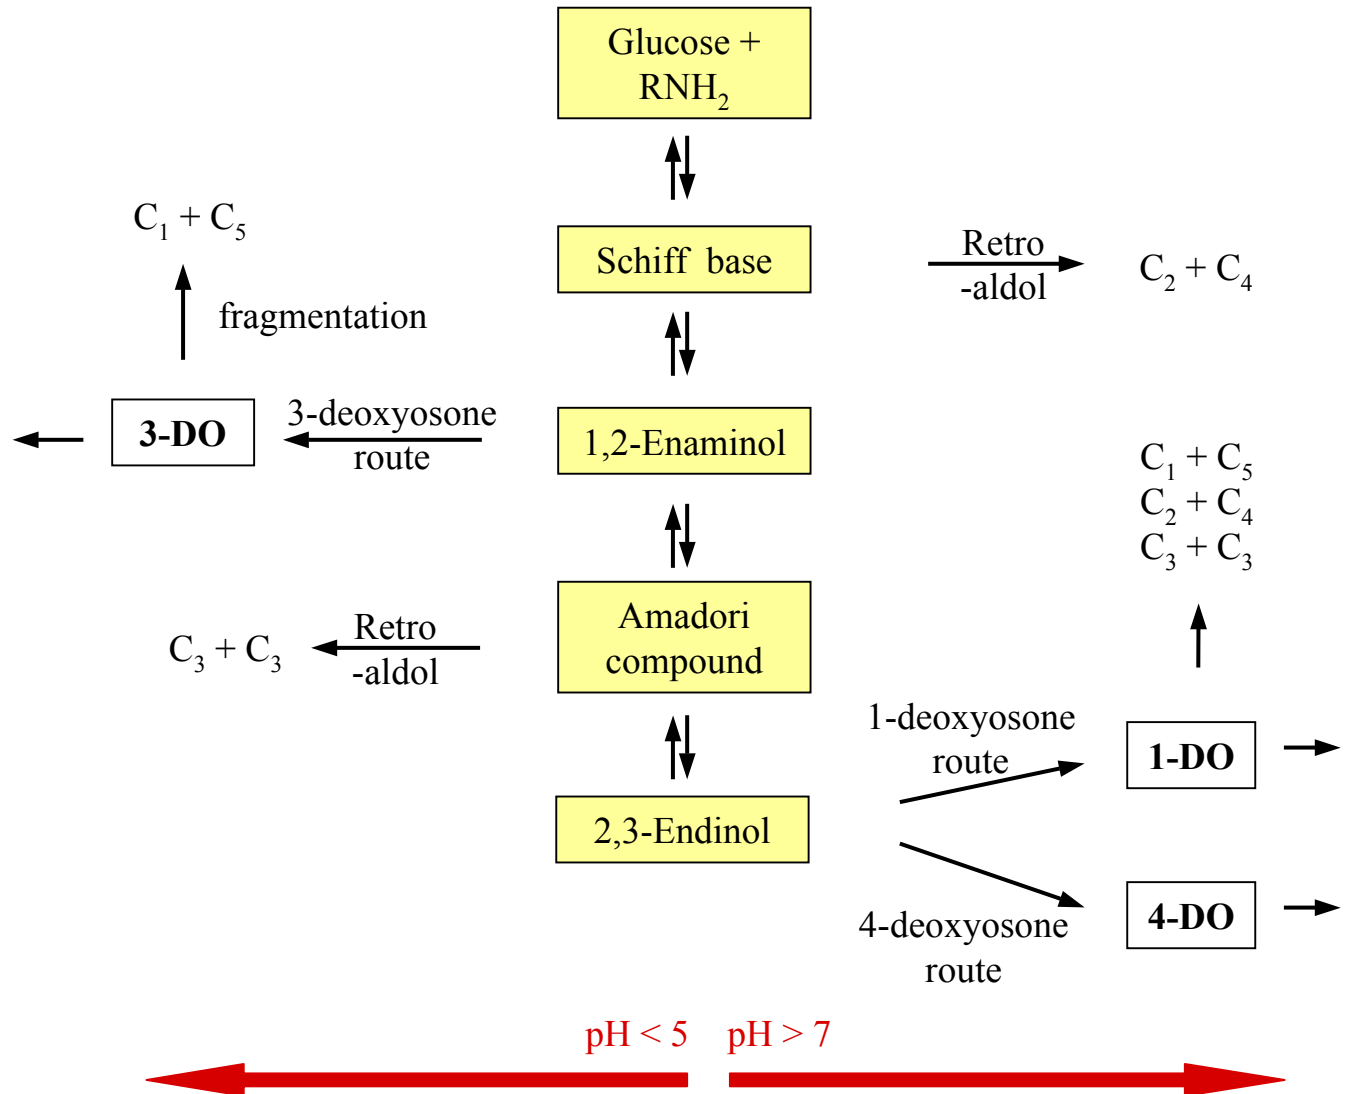 Glucose +
RNH₂
C₁ + C₅
Schiff base
Retro
-aldol
C₂ + C₄
fragmentation
3-DO
3-deoxyosone
route
1,2-Enaminol
C₁ + C₅
C₂ + C₄
C₃ + C₃
C₃ + C₃
Retro
-aldol
Amadori
compound
1-deoxyosone
route
1-DO
2,3-Endinol
4-deoxyosone
route
4-DO
pH < 5
pH > 7